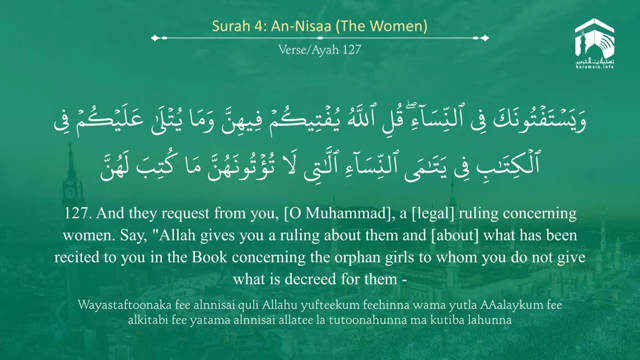 Surah 4: An-Nisaa (The Women)
Verse/Ayah 127
haramain.info
وَيَسْتَفْتُونَكَ فِى ٱلنِّسَآءِ ۖ قُلِ ٱللَّهُ يُفْتِيكُمْ فِيهِنَّ وَمَا يُتْلَىٰ عَلَيْكُمْ فِى
ٱلْكِتَـٰبِ فِى يَتَـٰمَى ٱلنِّسَآءِ ٱلَّـٰتِى لَا تُؤْتُونَهُنَّ مَا كُتِبَ لَهُنَّ
127. And they request from you, [O Muhammad], a [legal] ruling concerning
women. Say, "Allah gives you a ruling about them and [about] what has been
recited to you in the Book concerning the orphan girls to whom you do not give
what is decreed for them -
Wayastaftoonaka fee alnnisai quli Allahu yufteekum feehinna wama yutla AAalaykum fee
alkitabi fee yatama alnnisai allatee la tutoonahunna ma kutiba lahunna